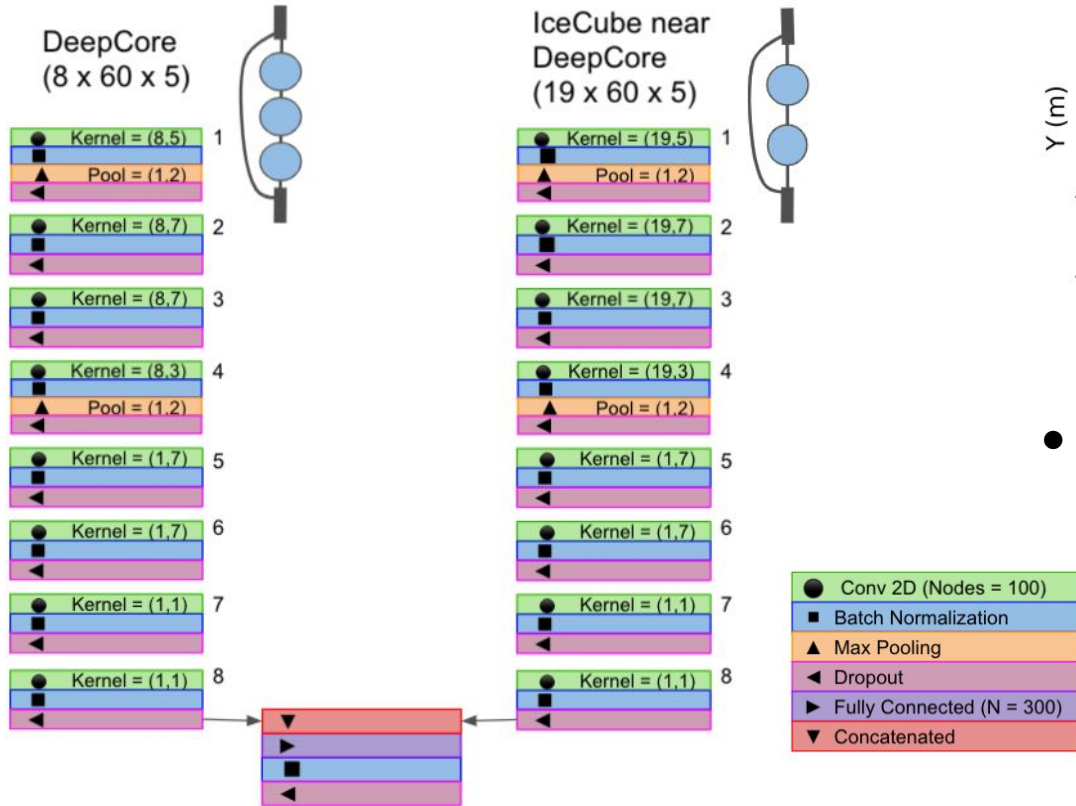 DeepCore
(8 x 60 x 5)
Kernel = (8,5)
1
Pool = (1,2)
Kernel = (8,7)
2
Kernel = (8,7)
3
Kernel = (8,3)
4
Pool = (1,2)
Kernel = (1,7)
5
Kernel = (1,7)
6
Kernel = (1,1)
7
Kernel = (1,1)
8
IceCube near
DeepCore
(19 x 60 x 5)
Kernel = (19,5)
1
Pool = (1,2)
Kernel = (19,7)
2
Kernel = (19,7)
3
Kernel = (19,3)
4
Pool = (1,2)
Kernel = (1,7)
5
Kernel = (1,7)
6
Kernel = (1,1)
7
Kernel = (1,1)
8
Y (m)
Conv 2D (Nodes = 100)
Batch Normalization
Max Pooling
Dropout
Fully Connected (N = 300)
Concatenated